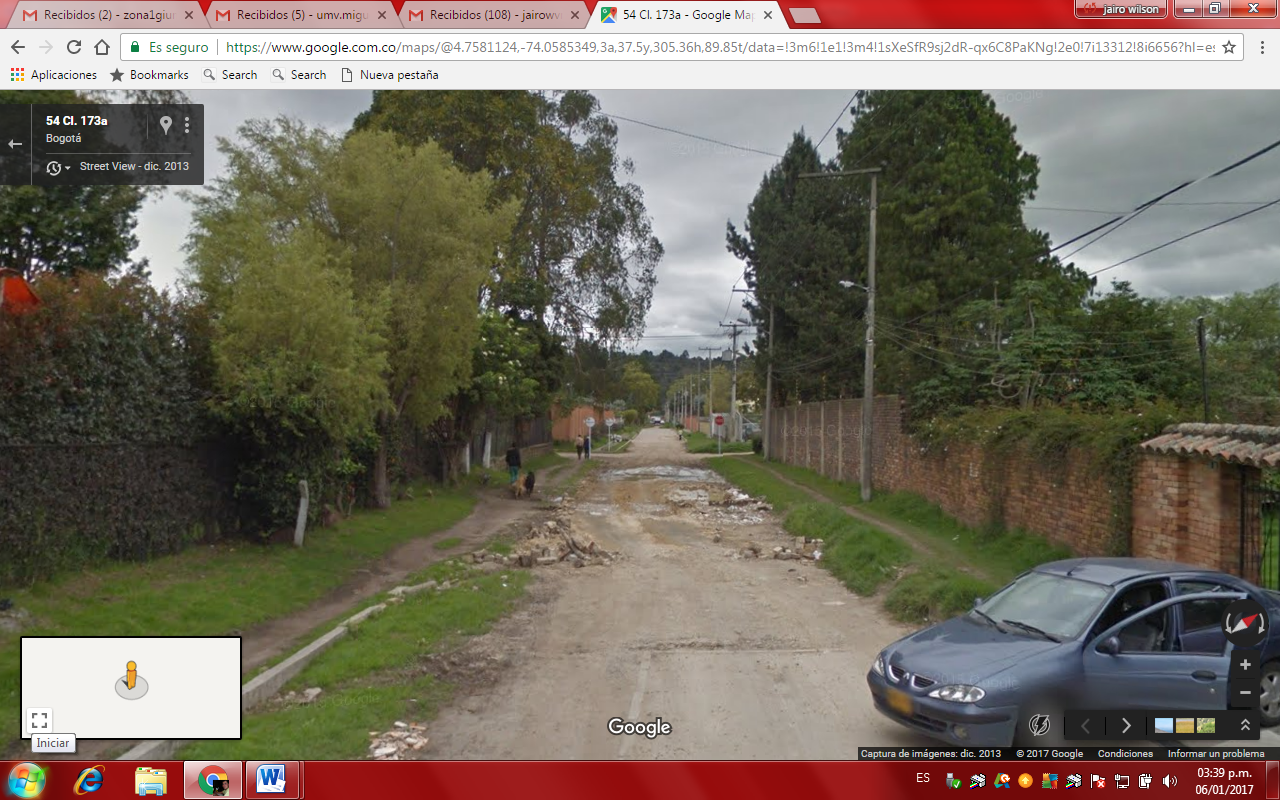 Recibidos (2) - zona1giu
Recibidos (5) - umv.migu
Recibidos (108) - jairowv
54 Cl. 173a - Google Map
jairo wilson
Es seguro
https://www.google.com.co/maps/@4.7581124,-74.0585349,3a,37.5y,305.36h,89.85t/data=!3m6!1e1!3m4!1sXeSfR9sj2dR-qx6C8PaKNg!2e0!7i13312!8i6656?hl=es
Aplicaciones
Bookmarks
Search
Search
Nueva pestaña
54 Cl. 173a
Bogotá
Street View - dic. 2013
Iniciar
Google
Captura de imágenes: dic. 2013
© 2017 Google
Condiciones
Informar un problema
ES
03:39 p.m.
06/01/2017